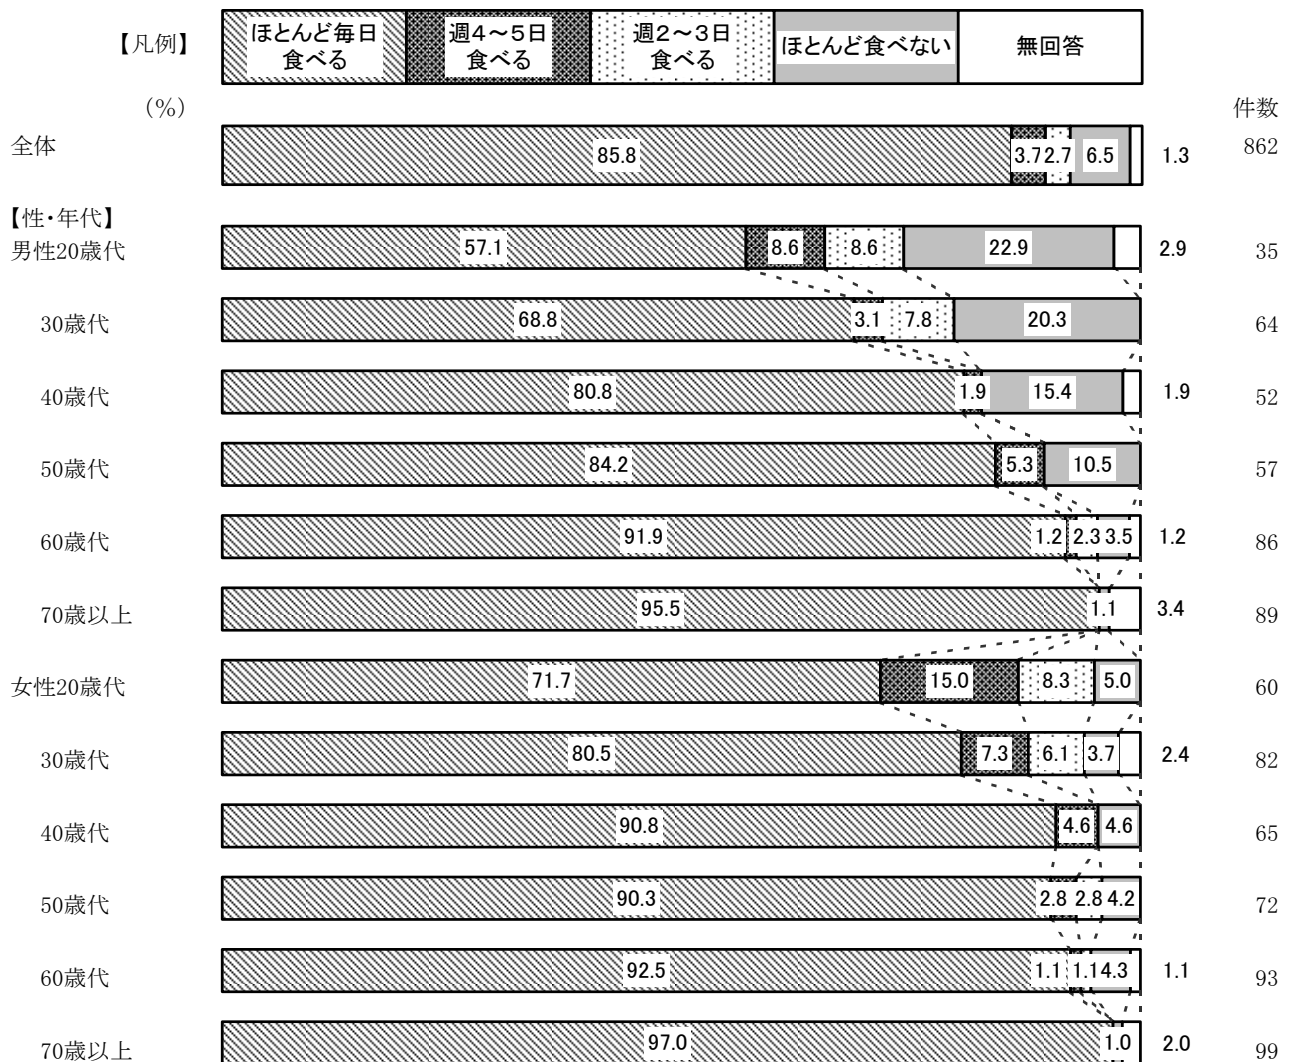 【凡例】
ほとんど毎日
食べる
週4～5日
食べる
週2～3日
食べる
ほとんど食べない
無回答
(%)
件数
全体 85.8 3.7 2.7 6.5 1.3 862
【性・年代】
男性20歳代 57.1 8.6 8.6 22.9 2.9 35
30歳代 68.8 3.1 7.8 20.3 64
40歳代 80.8 1.9 15.4 1.9 52
50歳代 84.2 5.3 10.5 57
60歳代 91.9 1.2 2.3 3.5 1.2 86
70歳以上 95.5 1.1 3.4 89
女性20歳代 71.7 15.0 8.3 5.0 60
30歳代 80.5 7.3 6.1 3.7 2.4 82
40歳代 90.8 4.6 4.6 65
50歳代 90.3 2.8 2.8 4.2 72
60歳代 92.5 1.1 1.1 4.3 1.1 93
70歳以上 97.0 1.0 2.0 99